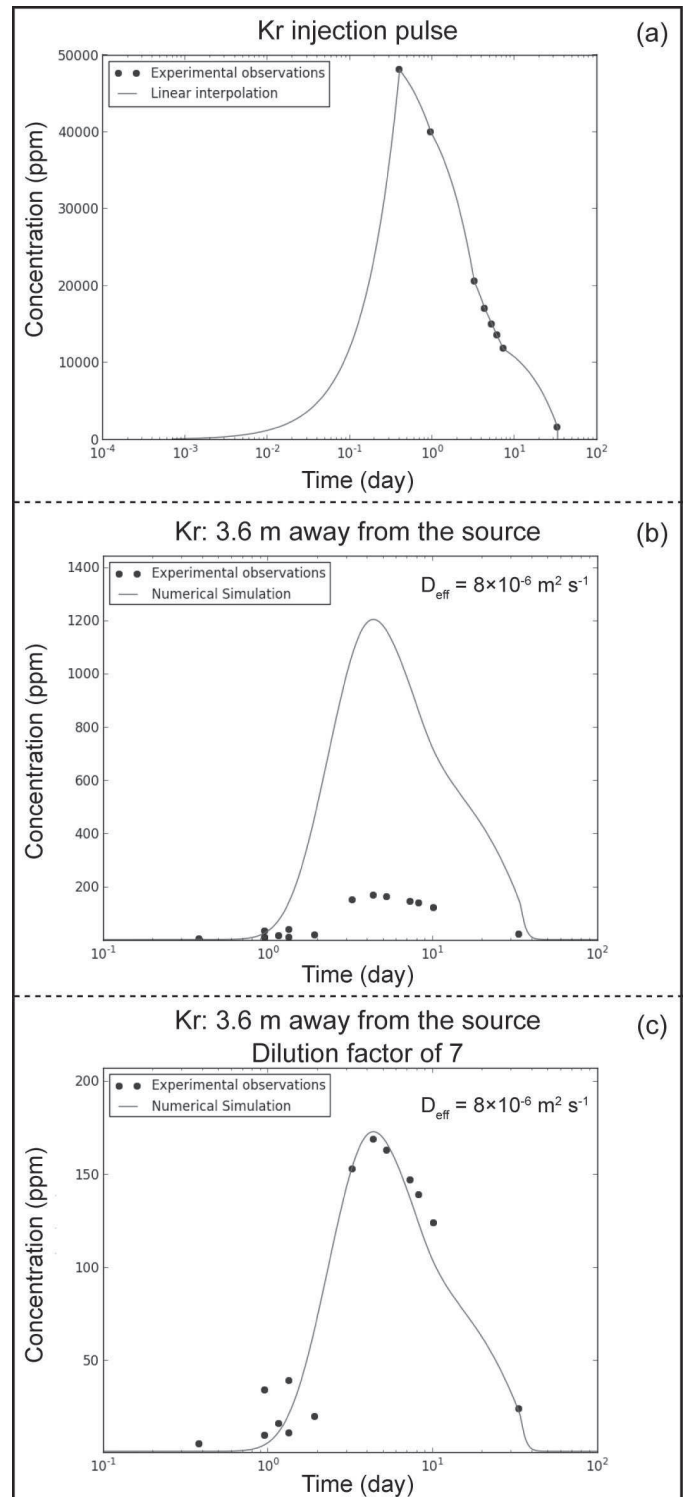 Kr injection pulse
(a)
Experimental observations
Linear interpolation
Concentration (ppm)
50000
40000
30000
20000
10000
0
10⁻⁴
10⁻³
10⁻²
10⁻¹
10⁰
10¹
10²
Time (day)
Kr: 3.6 m away from the source
(b)
Experimental observations
Numerical Simulation
D_eff = 8×10⁻⁶ m² s⁻¹
Concentration (ppm)
1400
1200
1000
800
600
400
200
10⁻¹
10⁰
10¹
10²
Time (day)
Kr: 3.6 m away from the source
(c)
Dilution factor of 7
Experimental observations
Numerical Simulation
D_eff = 8×10⁻⁶ m² s⁻¹
Concentration (ppm)
200
150
100
50
10⁻¹
10⁰
10¹
10²
Time (day)